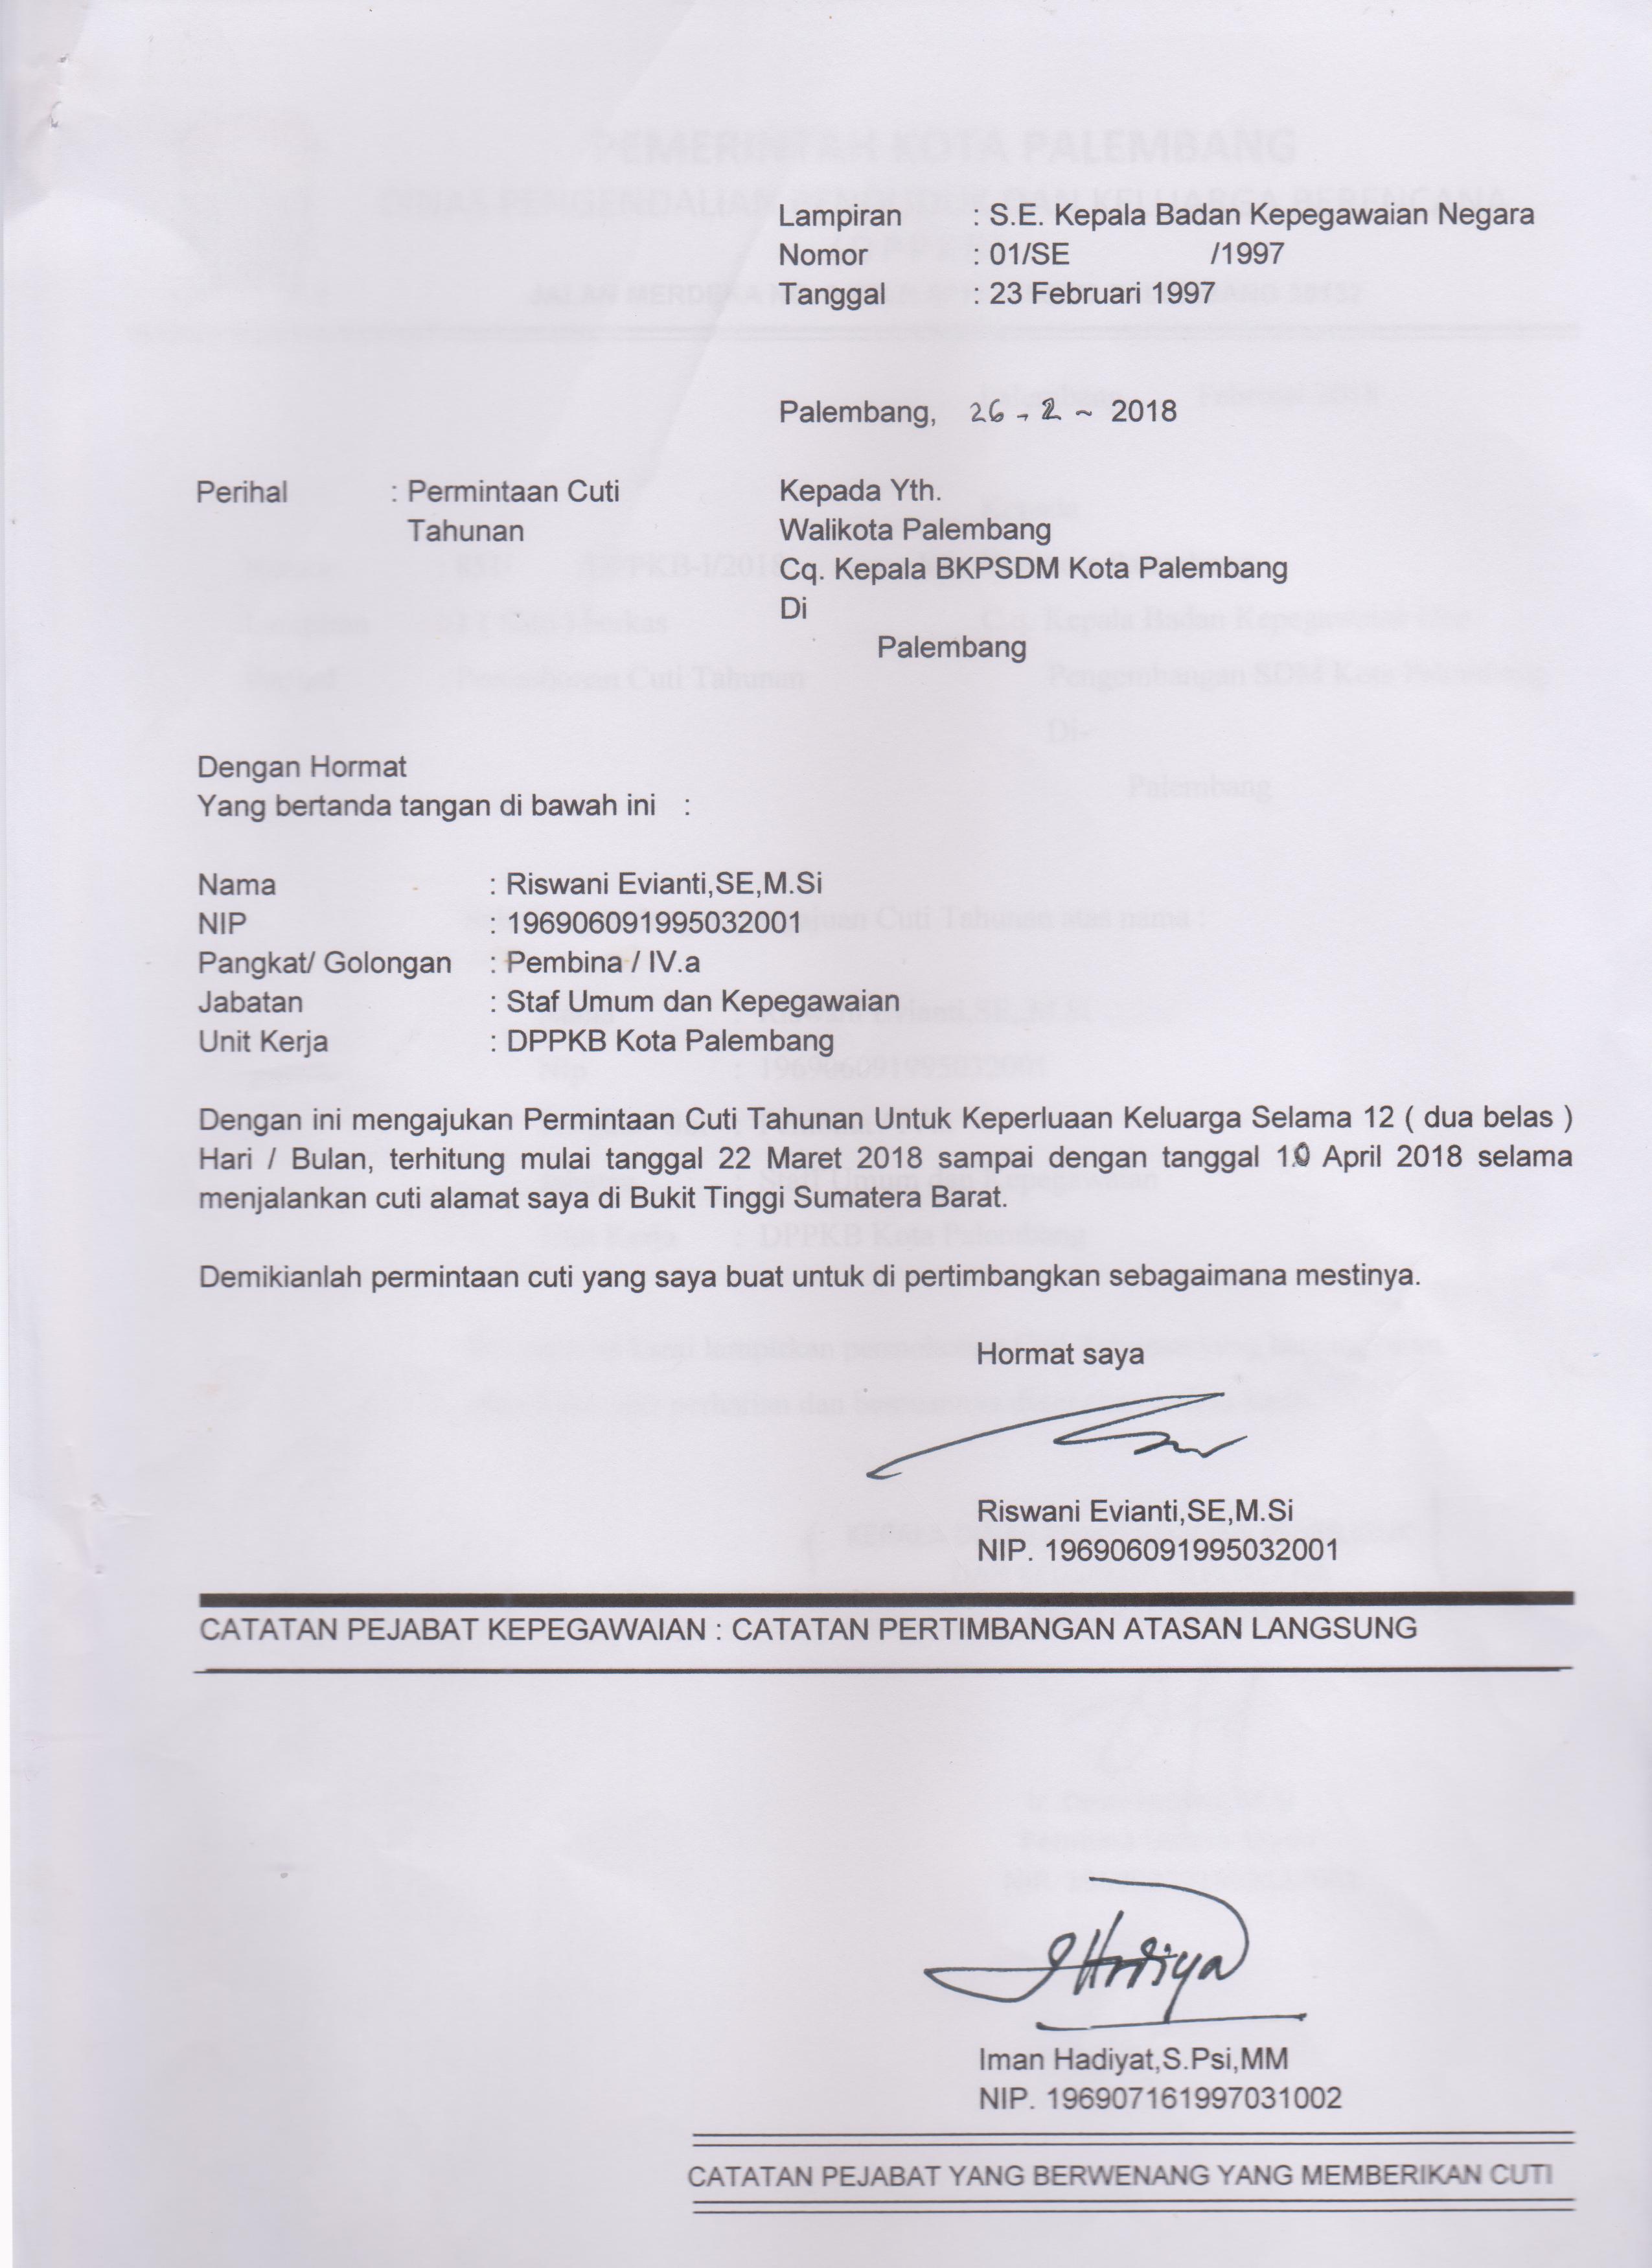 Lampiran : S.E. Kepala Badan Kepegawaian Negara
Nomor : 01/SE /1997
Tanggal : 23 Februari 1997
Palembang, 26 - 2 ~ 2018
Perihal : Permintaan Cuti
Tahunan
Kepada Yth.
Walikota Palembang
Cq. Kepala BKPSDM Kota Palembang
Di
Palembang
Dengan Hormat
Yang bertanda tangan di bawah ini :
Nama : Riswani Evianti,SE,M.Si
NIP : 196906091995032001
Pangkat/ Golongan : Pembina / IV.a
Jabatan : Staf Umum dan Kepegawaian
Unit Kerja : DPPKB Kota Palembang
Dengan ini mengajukan Permintaan Cuti Tahunan Untuk Keperluaan Keluarga Selama 12 ( dua belas )
Hari / Bulan, terhitung mulai tanggal 22 Maret 2018 sampai dengan tanggal 10 April 2018 selama
menjalankan cuti alamat saya di Bukit Tinggi Sumatera Barat.
Demikianlah permintaan cuti yang saya buat untuk di pertimbangkan sebagaimana mestinya.
Hormat saya
Riswani Evianti,SE,M.Si
NIP. 196906091995032001
CATATAN PEJABAT KEPEGAWAIAN : CATATAN PERTIMBANGAN ATASAN LANGSUNG
Iman Hadiyat,S.Psi,MM
NIP. 196907161997031002
CATATAN PEJABAT YANG BERWENANG YANG MEMBERIKAN CUTI